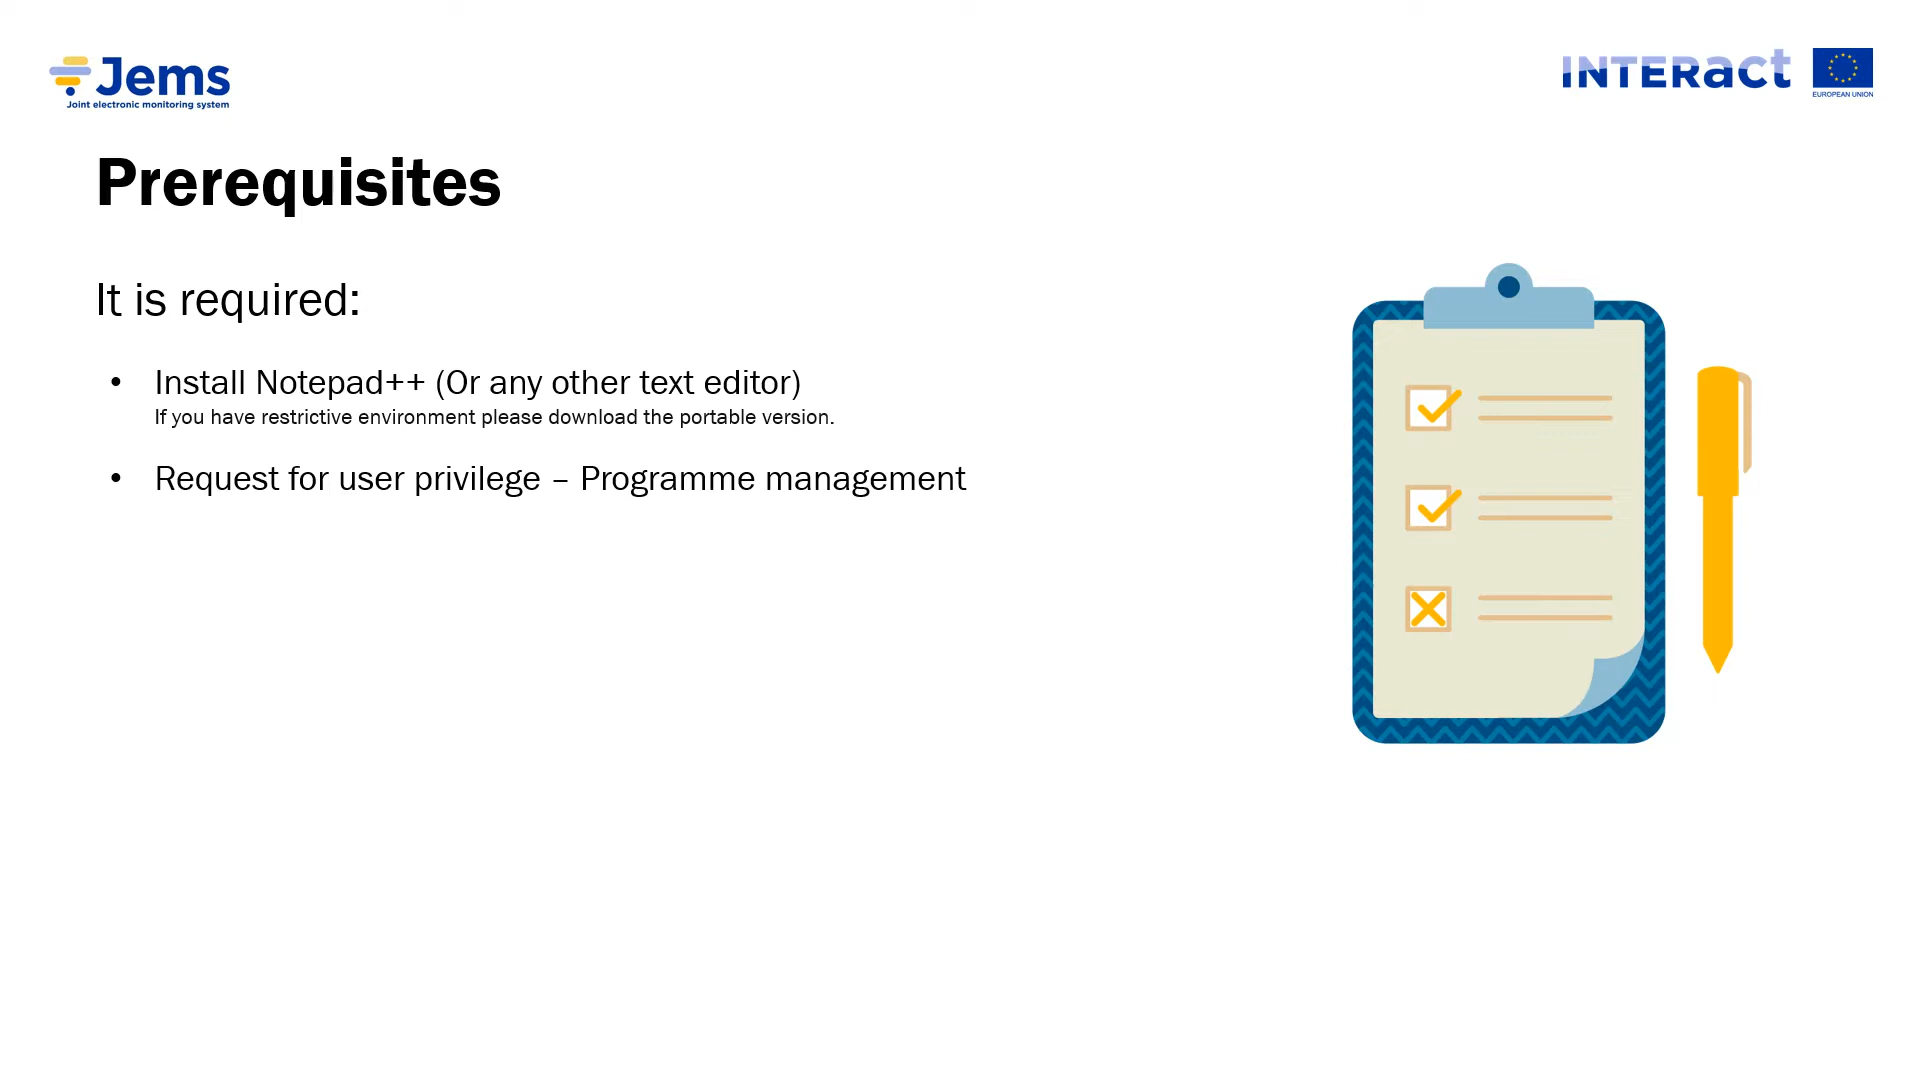 Jems
Joint electronic monitoring system
INTERact
EUROPEAN UNION
Prerequisites
It is required:
• Install Notepad++ (Or any other text editor)
If you have restrictive environment please download the portable version.
• Request for user privilege – Programme management